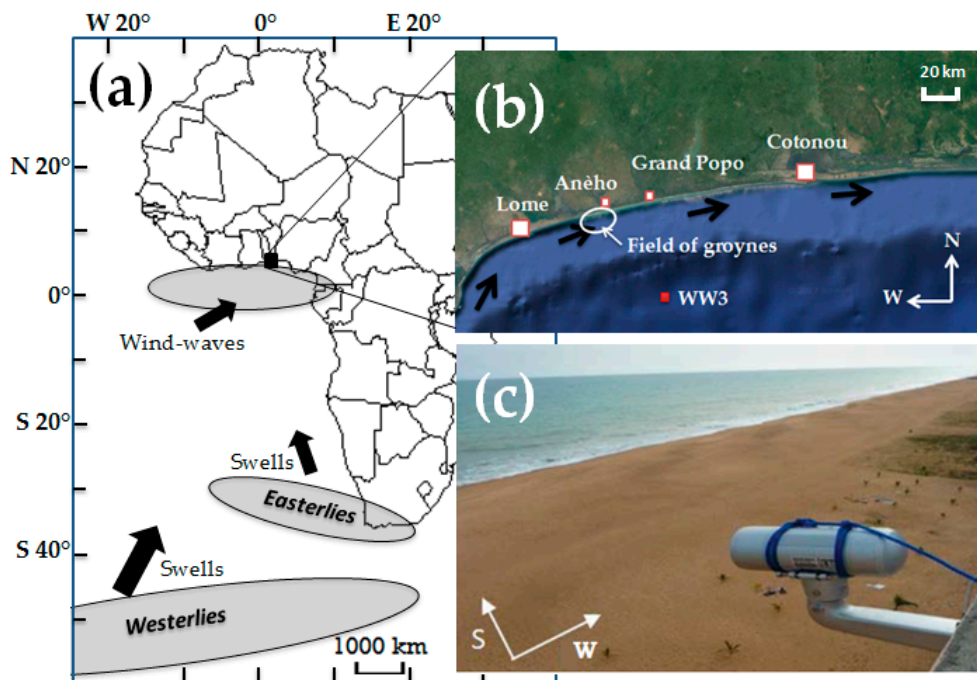 W 20° 0° E 20°
(a)
N 20°
0°
S 20°
S 40°
Wind-waves
Swells
Easterlies
Swells
Westerlies
1000 km
(b)
20 km
Cotonou
Grand Popo
Anèho
Lome
Field of groynes
WW3
N
W
(c)
S
W